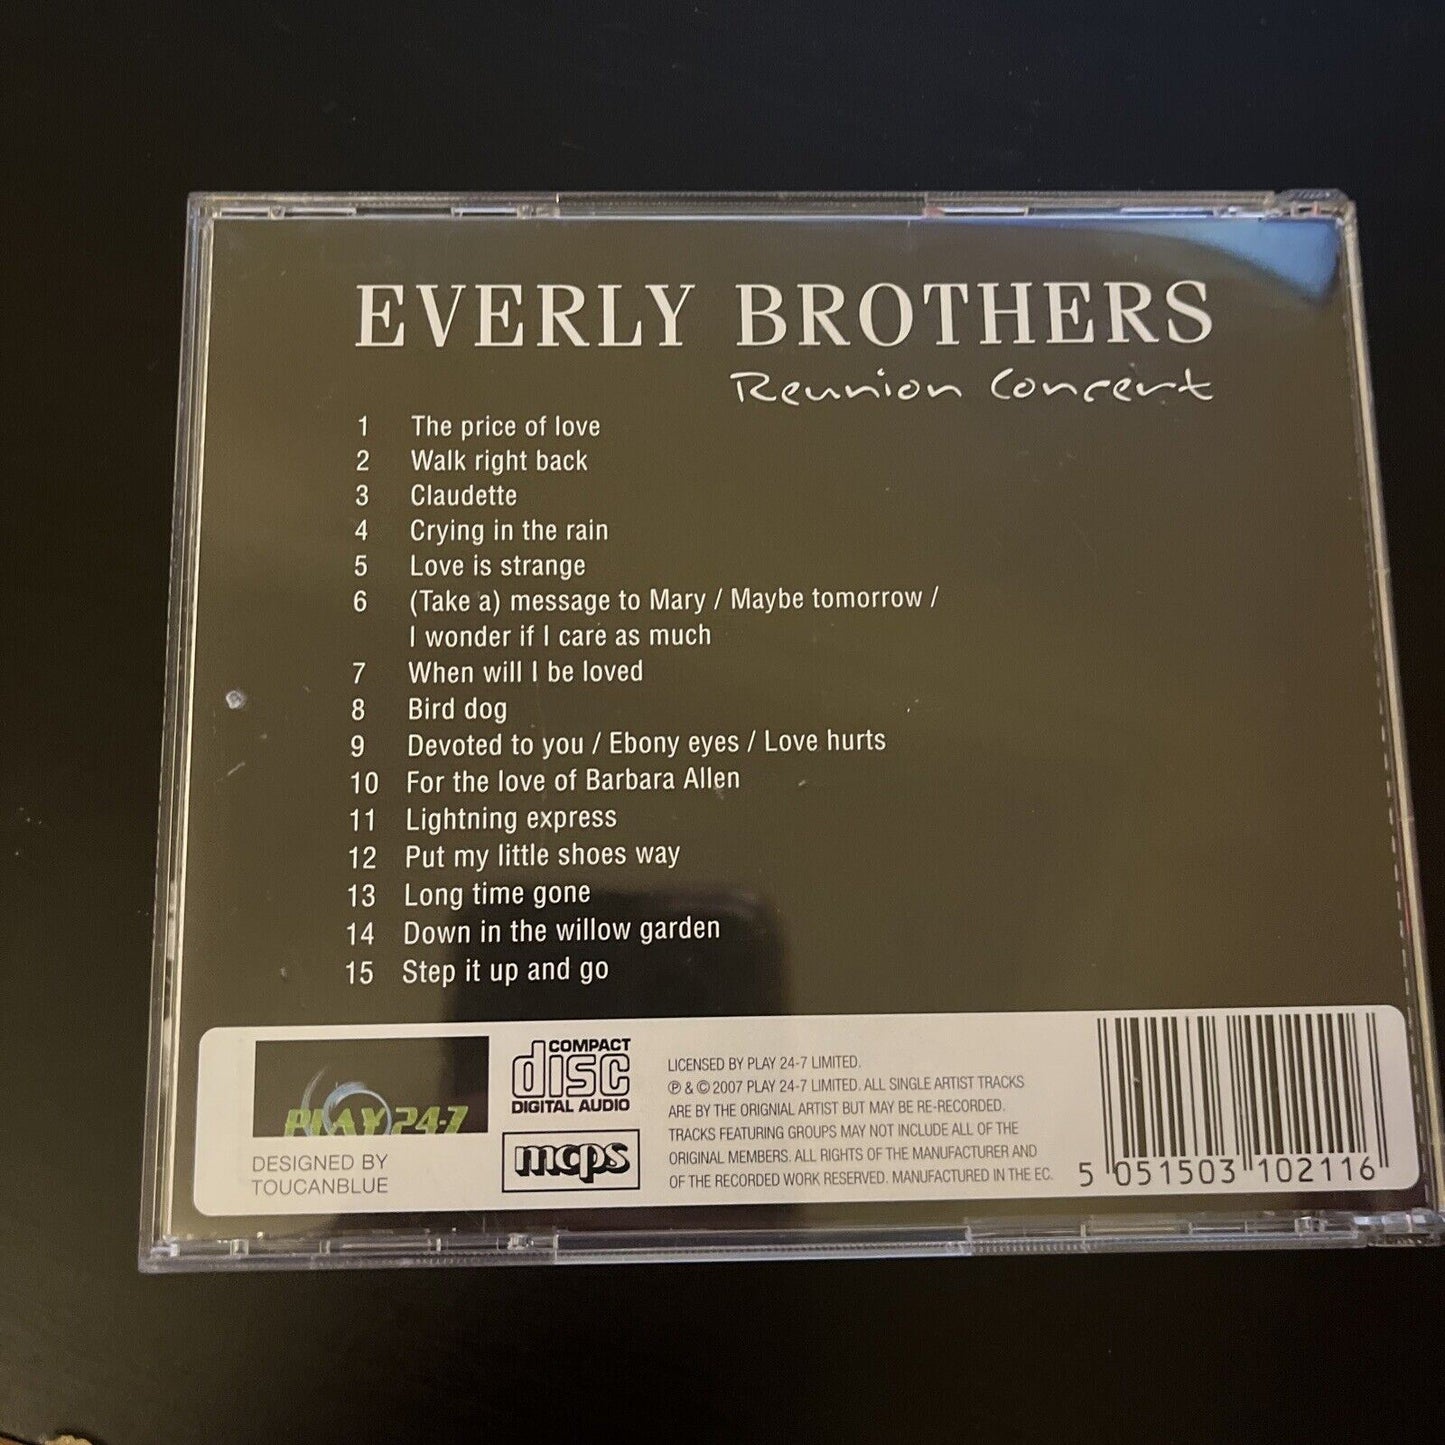 EVERLY BROTHERS
Reunion Concert
1 The price of love
2 Walk right back
3 Claudette
4 Crying in the rain
5 Love is strange
6 (Take a) message to Mary / Maybe tomorrow /
I wonder if I care as much
7 When will I be loved
8 Bird dog
9 Devoted to you / Ebony eyes / Love hurts
10 For the love of Barbara Allen
11 Lightning express
12 Put my little shoes way
13 Long time gone
14 Down in the willow garden
15 Step it up and go
PLAY 24-7
DESIGNED BY
TOUCANBLUE
COMPACT
disc
DIGITAL AUDIO
mcps
LICENSED BY PLAY 24-7 LIMITED.
℗ & © 2007 PLAY 24-7 LIMITED. ALL SINGLE ARTIST TRACKS
ARE BY THE ORIGNIAL ARTIST BUT MAY BE RE-RECORDED.
TRACKS FEATURING GROUPS MAY NOT INCLUDE ALL OF THE
ORIGINAL MEMBERS. ALL RIGHTS OF THE MANUFACTURER AND
OF THE RECORDED WORK RESERVED. MANUFACTURED IN THE EC.
5 051503 102116